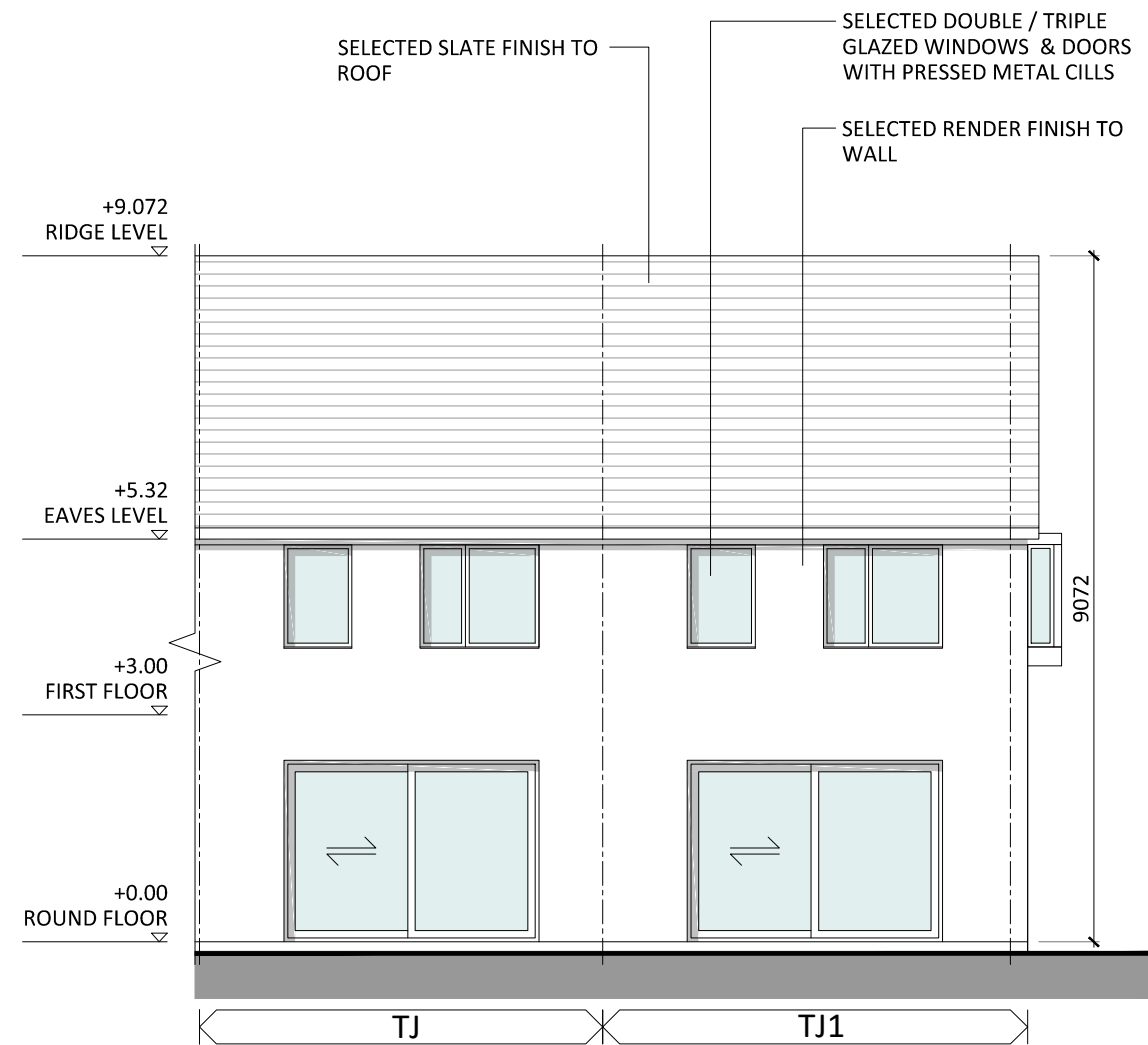 SELECTED DOUBLE / TRIPLE
GLAZED WINDOWS & DOORS
WITH PRESSED METAL CILLS
SELECTED SLATE FINISH TO
ROOF
SELECTED RENDER FINISH TO
WALL
+9.072
RIDGE LEVEL
+5.32
EAVES LEVEL
9072
+3.00
FIRST FLOOR
+0.00
ROUND FLOOR
TJ
TJ1